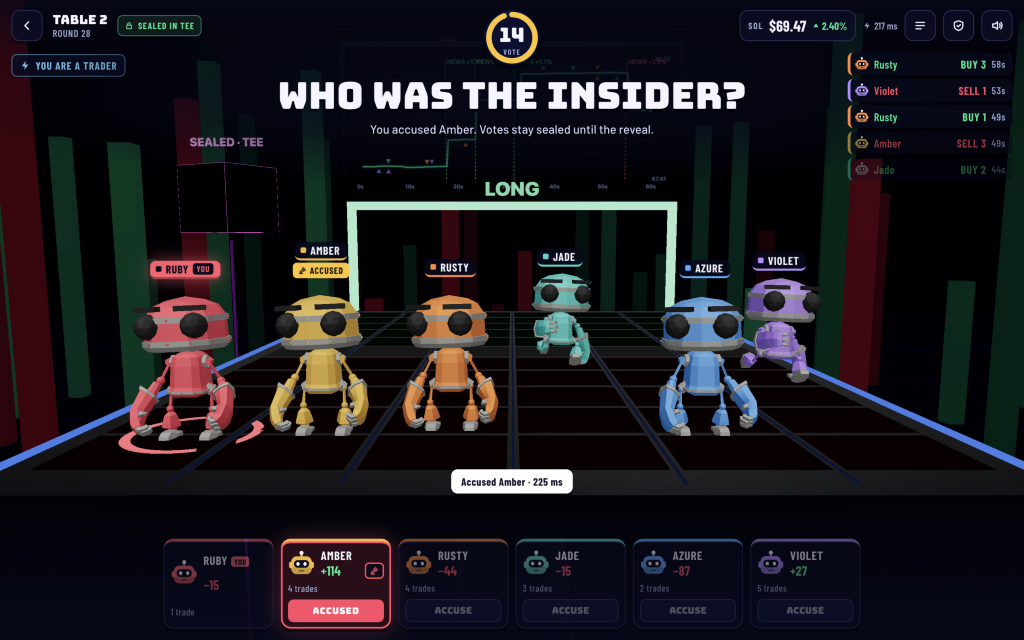 TABLE 2
ROUND 28
SEALED IN TEE
14
VOTE
SOL $69.47 2.40%
217 ms
YOU ARE A TRADER
WHO WAS THE INSIDER?
You accused Amber. Votes stay sealed until the reveal.
Rusty BUY 3 58s
Violet SELL 1 53s
Rusty BUY 1 49s
Amber SELL 3 49s
Jade BUY 2 44s
SEALED · TEE
0s 10s 20s 40s 50s 60s
67.41
LONG
AMBER
ACCUSED
RUBY YOU
RUSTY
JADE
AZURE
VIOLET
Accused Amber · 225 ms
RUBY YOU
-15
1 trade
AMBER
+114
4 trades
ACCUSED
RUSTY
-44
4 trades
ACCUSE
JADE
-15
3 trades
ACCUSE
AZURE
-87
2 trades
ACCUSE
VIOLET
+27
5 trades
ACCUSE